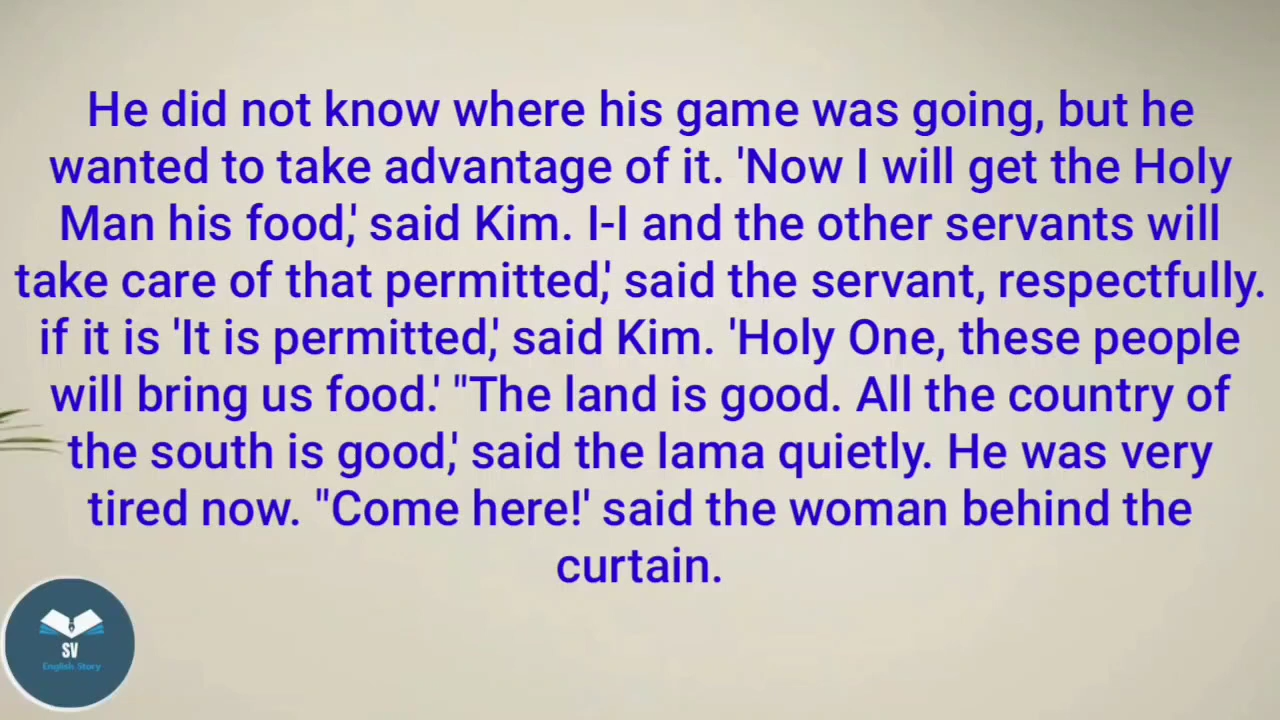 He did not know where his game was going, but he
wanted to take advantage of it. 'Now I will get the Holy
Man his food,' said Kim. I-I and the other servants will
take care of that permitted,' said the servant, respectfully.
if it is 'It is permitted,' said Kim. 'Holy One, these people
will bring us food.' "The land is good. All the country of
the south is good,' said the lama quietly. He was very
tired now. "Come here!' said the woman behind the
curtain.
SV
English Story